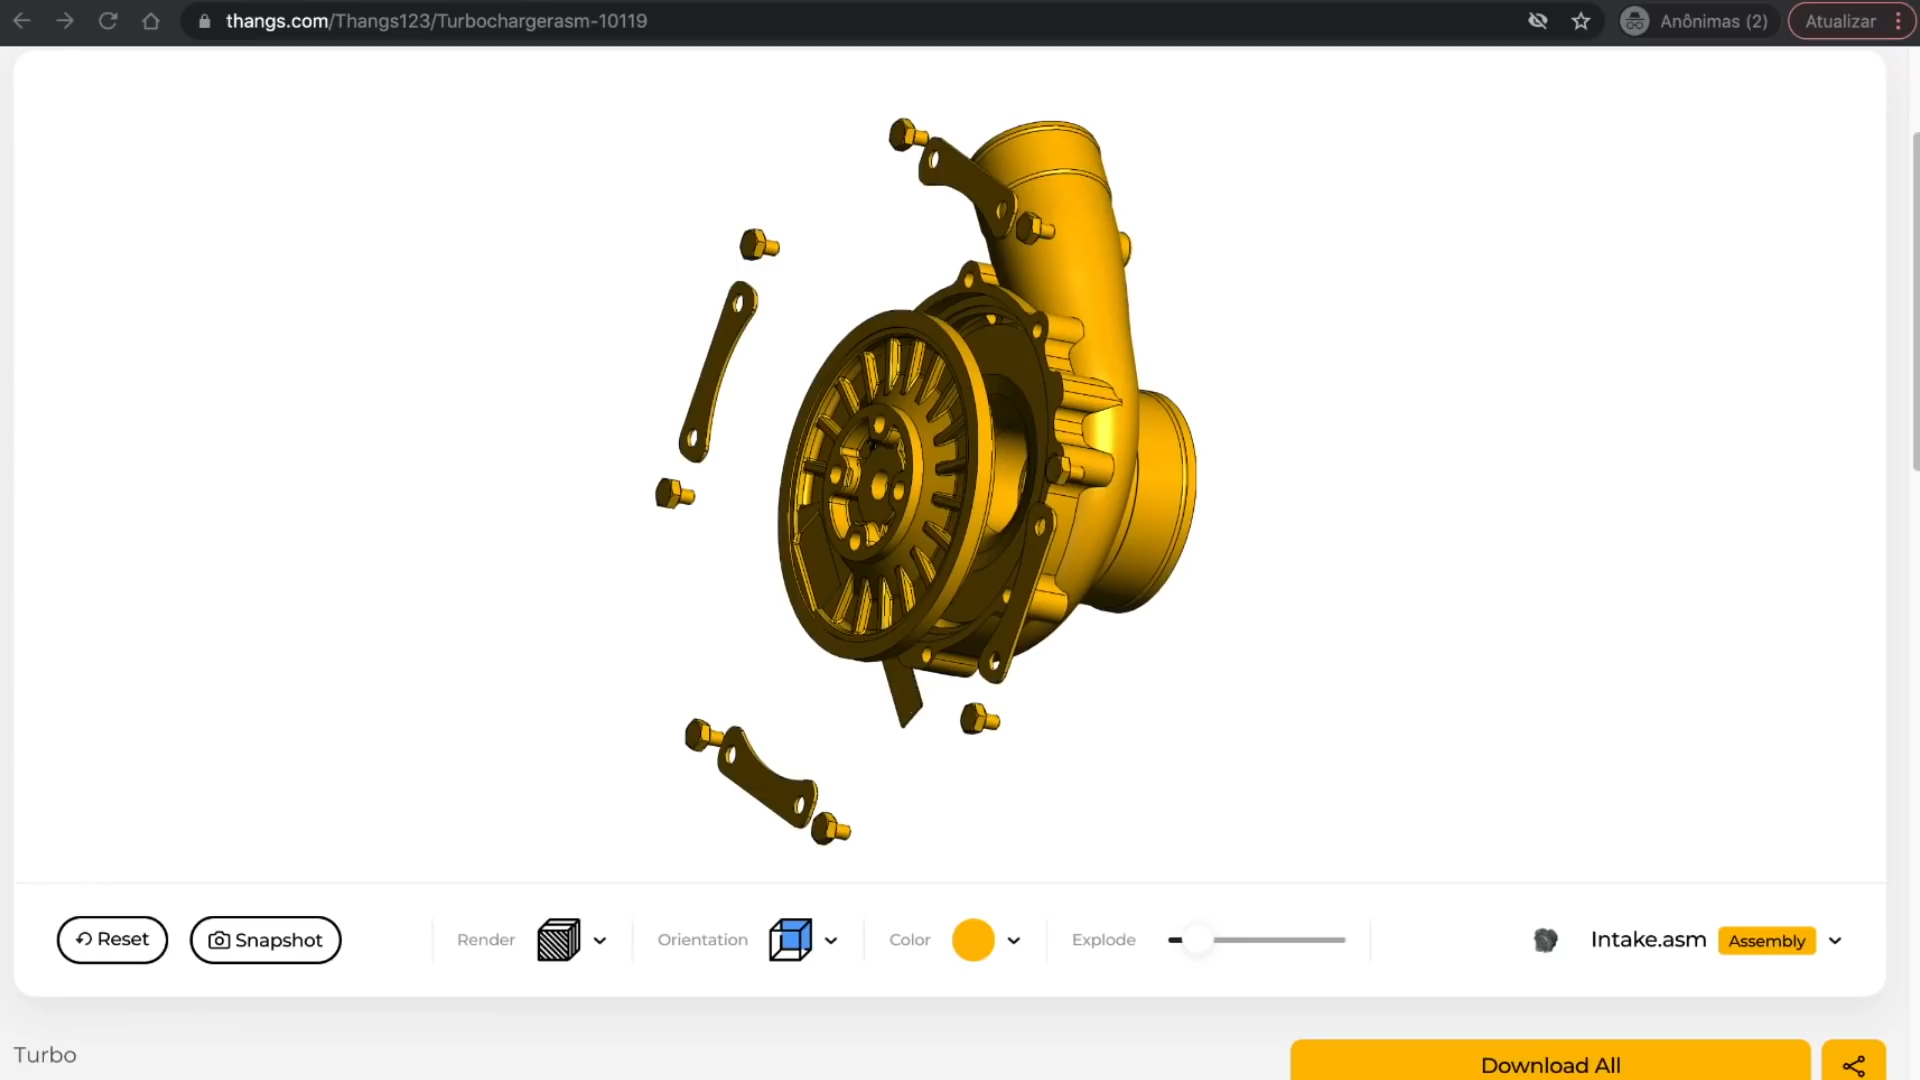 thangs.com/Thangs123/Turbochargerasm-10119
Anônimas (2)
Atualizar
Reset
Snapshot
Render
Orientation
Color
Explode
Intake.asm
Assembly
Turbo
Download All